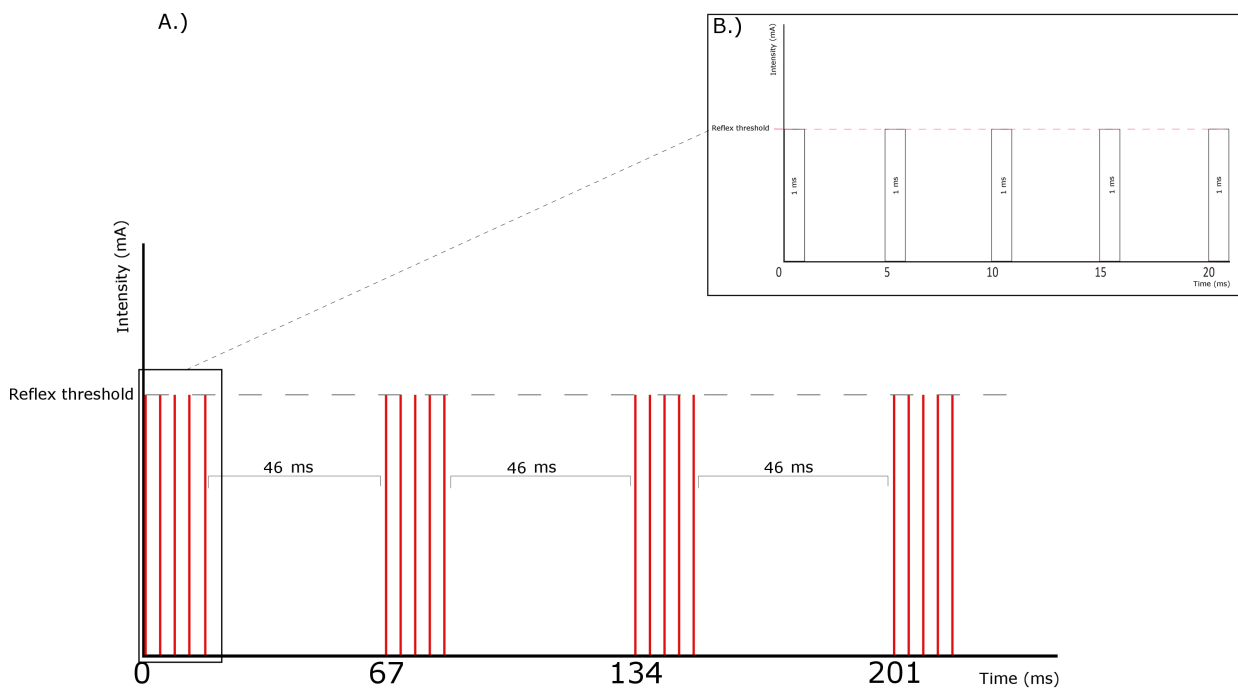 A.)
B.)
Intensity (mA)
Reflex threshold
1 ms
1 ms
1 ms
1 ms
1 ms
0
5
10
15
20
Time (ms)
Intensity (mA)
Reflex threshold
46 ms
46 ms
46 ms
0
67
134
201
Time (ms)